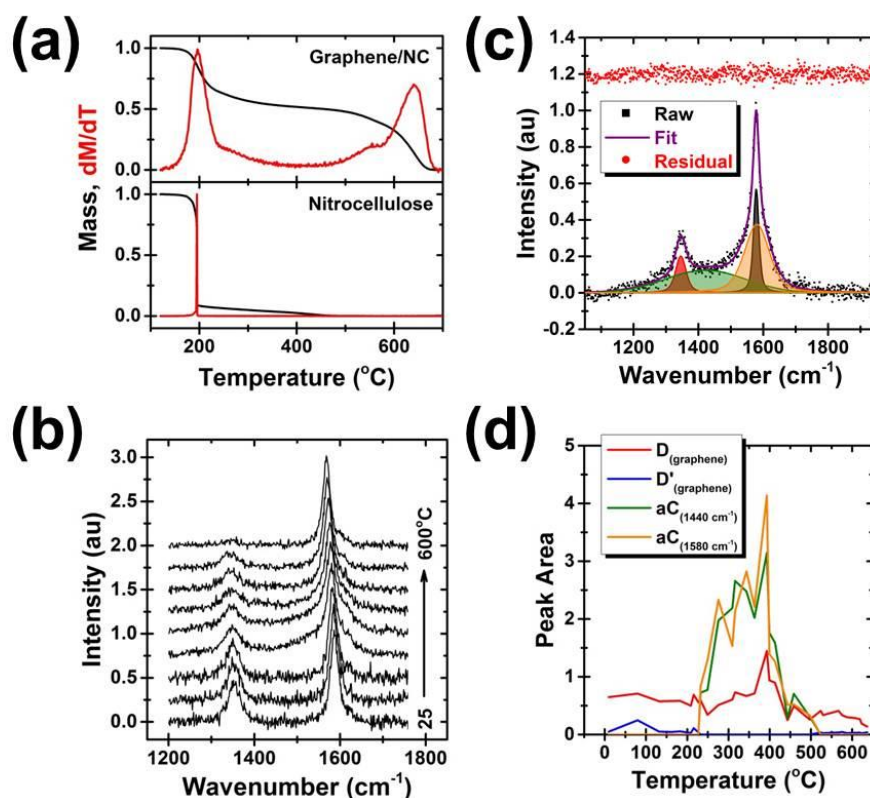 (a)
Graphene/NC
1.0
0.5
0.0
Nitrocellulose
1.0
0.5
0.0
Mass, dM/dT
200 400 600
Temperature (°C)
(c)
1.4
1.2
1.0
0.8
0.6
0.4
0.2
0.0
-0.2
Raw
Fit
Residual
Intensity (au)
1200 1400 1600 1800
Wavenumber (cm⁻¹)
(b)
3.0
2.5
2.0
1.5
1.0
0.5
0.0
Intensity (au)
600°C
25
1200 1400 1600 1800
Wavenumber (cm⁻¹)
(d)
D(graphene)
D'(graphene)
aC(1440 cm⁻¹)
aC(1580 cm⁻¹)
5
4
3
2
1
0
Peak Area
0 100 200 300 400 500 600
Temperature (°C)